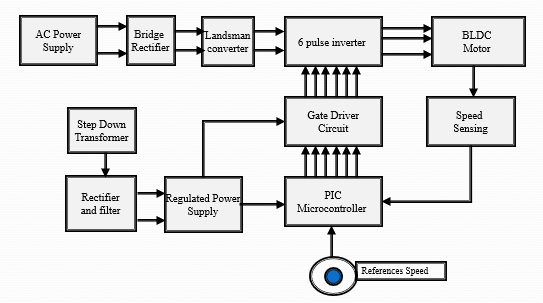 AC Power
Supply
Bridge
Rectifier
Landsman
converter
6 pulse inverter
BLDC
Motor
Step Down
Transformer
Gate Driver
Circuit
Speed
Sensing
Rectifier
and filter
Regulated Power
Supply
PIC
Microcontroller
References Speed